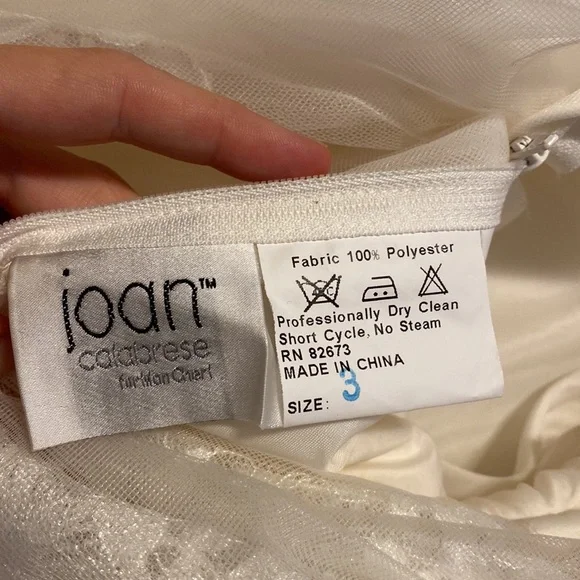 joan™
calabrese
for Mon Cheri
Fabric 100% Polyester
Professionally Dry Clean
Short Cycle, No Steam
RN 82673
MADE IN CHINA
SIZE: 3